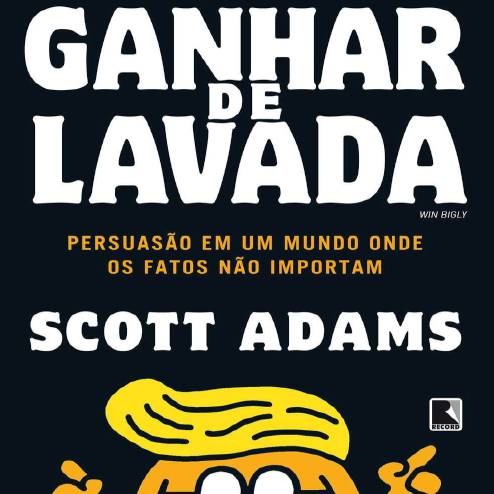 GANHAR
DE
LAVADA
WIN BIGLY
PERSUASÃO EM UM MUNDO ONDE
OS FATOS NÃO IMPORTAM
SCOTT ADAMS
RECORD